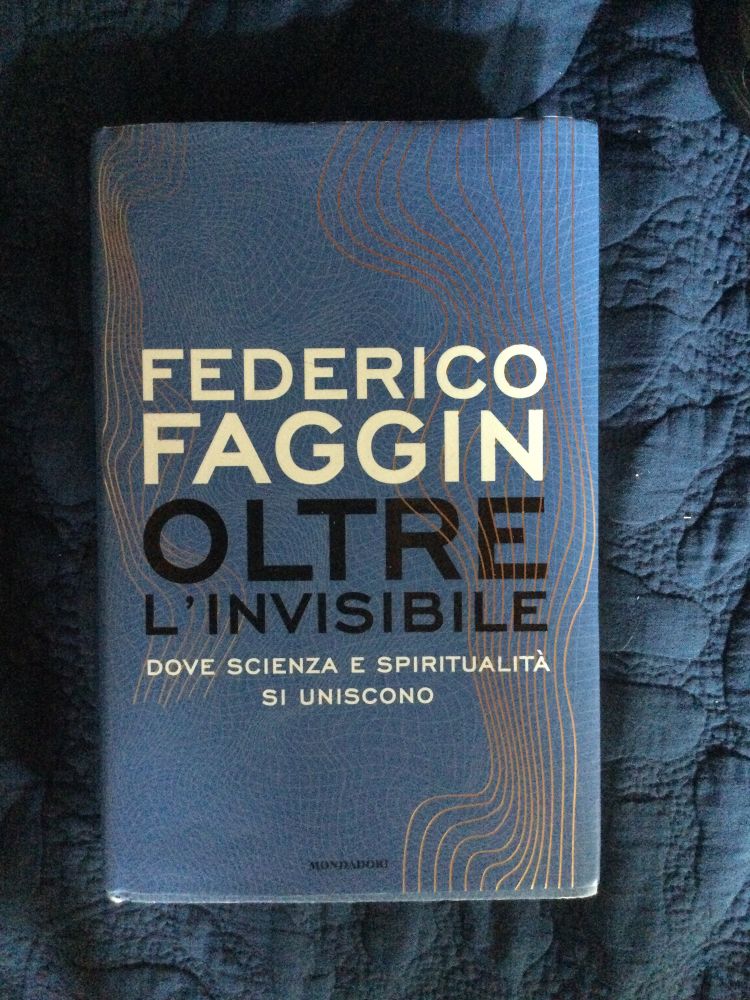 FEDERICO
FAGGIN
OLTRE
L'INVISIBILE
DOVE SCIENZA E SPIRITUALITÀ
SI UNISCONO
MONDADORI